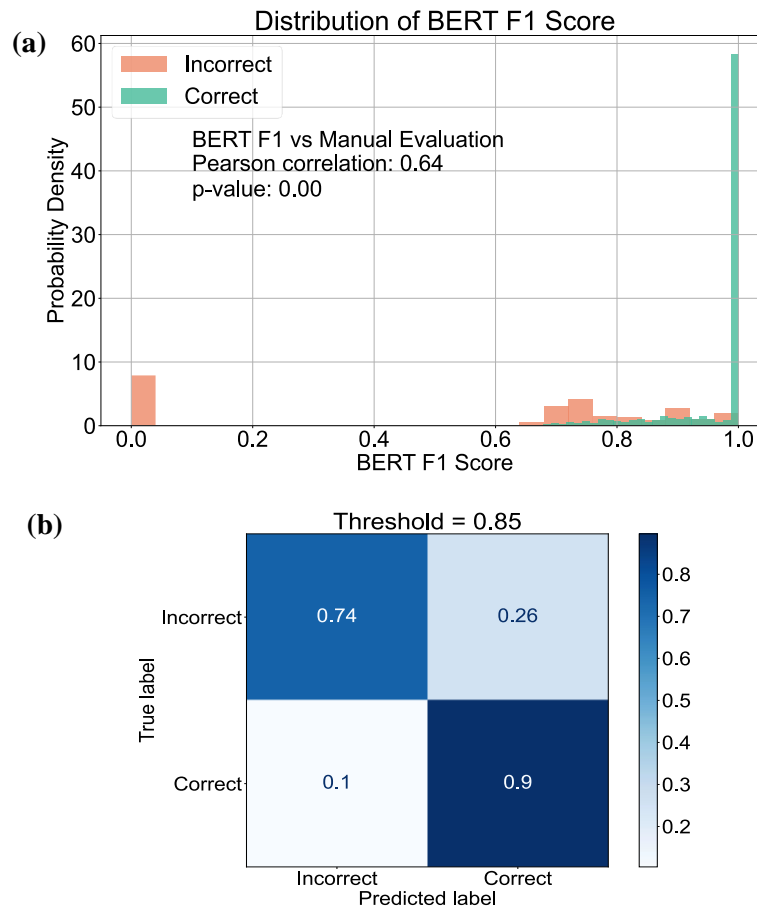 Distribution of BERT F1 Score
(a)
Incorrect
Correct
BERT F1 vs Manual Evaluation
Pearson correlation: 0.64
p-value: 0.00
Probability Density
60
50
40
30
20
10
0
0.0 0.2 0.4 0.6 0.8 1.0
BERT F1 Score
(b)
Threshold = 0.85
True label
Incorrect
0.74 0.26
Correct
0.1 0.9
Incorrect Correct
Predicted label
0.8
0.7
0.6
0.5
0.4
0.3
0.2